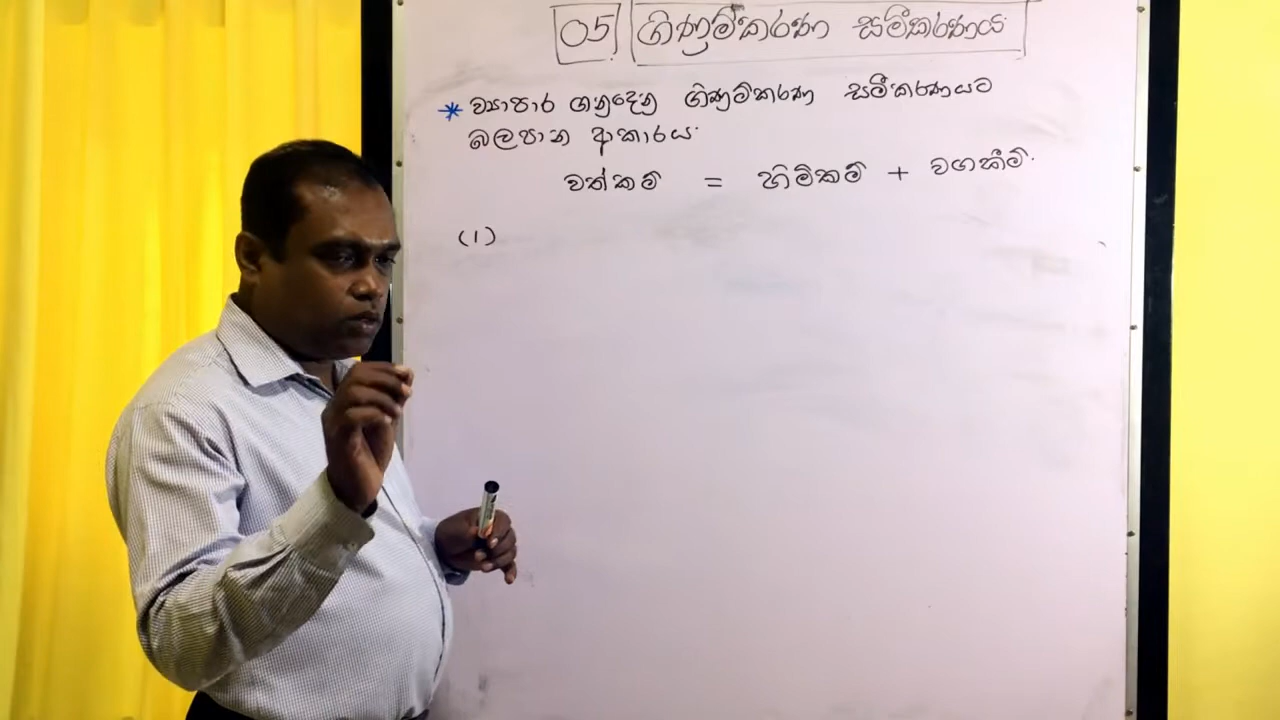 05 ගිණුම්කරණ සමීකරණය
* ව්‍යාපාර ගනුදෙනු ගිණුම්කරණ සමීකරණයට
බලපාන ආකාරය.
වත්කම් = හිමිකම් + වගකීම්.
(1)